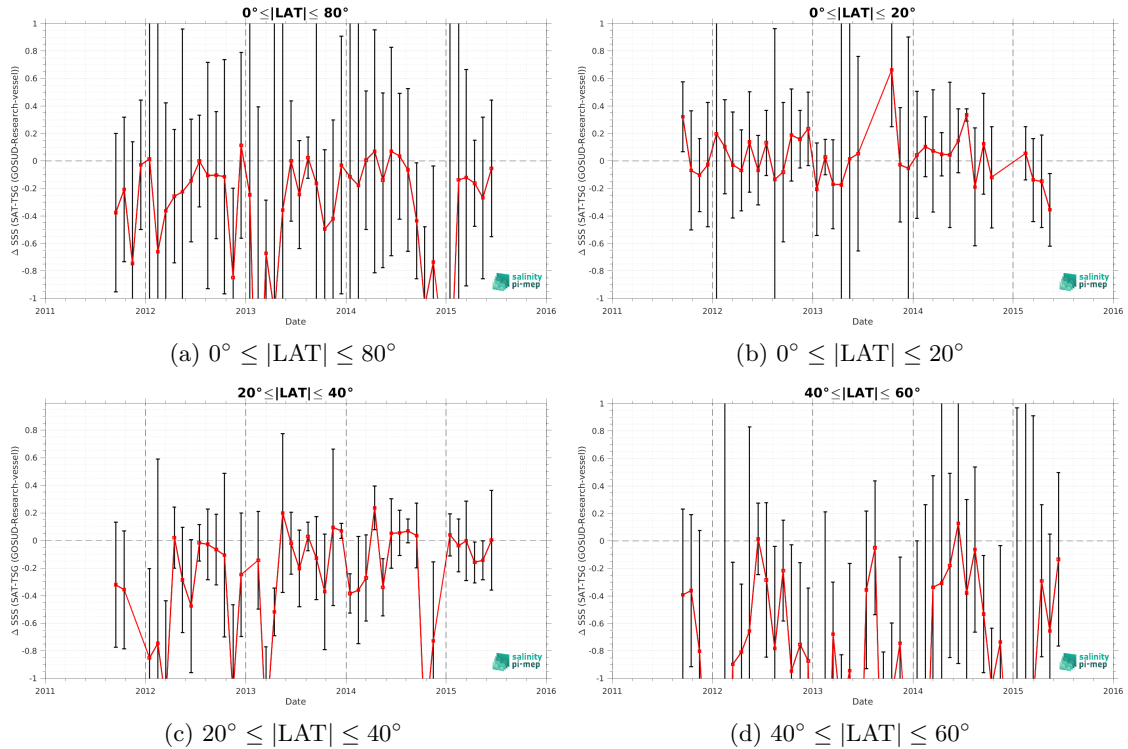 0°≤|LAT|≤ 80°
Δ SSS (SAT-TSG (GOSUD-Research-vessel))
1
0.8
0.6
0.4
0.2
0
-0.2
-0.4
-0.6
-0.8
-1
2011 2012 2013 2014 2015 2016
Date
salinity
pi-mep
(a) 0° ≤ |LAT| ≤ 80°
0°≤|LAT|≤ 20°
Δ SSS (SAT-TSG (GOSUD-Research-vessel))
1
0.8
0.6
0.4
0.2
0
-0.2
-0.4
-0.6
-0.8
-1
2011 2012 2013 2014 2015 2016
Date
salinity
pi-mep
(b) 0° ≤ |LAT| ≤ 20°
20°≤|LAT|≤ 40°
Δ SSS (SAT-TSG (GOSUD-Research-vessel))
0.8
0.6
0.4
0.2
0
-0.2
-0.4
-0.6
-0.8
-1
2011 2012 2013 2014 2015 2016
Date
salinity
pi-mep
(c) 20° ≤ |LAT| ≤ 40°
40°≤|LAT|≤ 60°
Δ SSS (SAT-TSG (GOSUD-Research-vessel))
1
0.8
0.6
0.4
0.2
0
-0.2
-0.4
-0.6
-0.8
-1
2011 2012 2013 2014 2015 2016
Date
salinity
pi-mep
(d) 40° ≤ |LAT| ≤ 60°